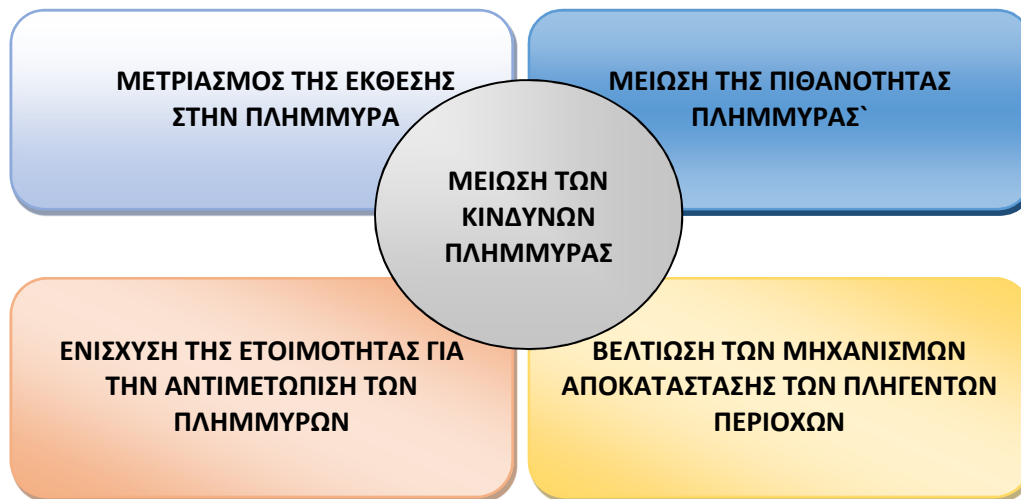 ΜΕΤΡΙΑΣΜΟΣ ΤΗΣ ΕΚΘΕΣΗΣ
ΣΤΗΝ ΠΛΗΜΜΥΡΑ
ΜΕΙΩΣΗ ΤΗΣ ΠΙΘΑΝΟΤΗΤΑΣ
ΠΛΗΜΜΥΡΑΣ`
ΜΕΙΩΣΗ ΤΩΝ
ΚΙΝΔΥΝΩΝ
ΠΛΗΜΜΥΡΑΣ
ΕΝΙΣΧΥΣΗ ΤΗΣ ΕΤΟΙΜΟΤΗΤΑΣ ΓΙΑ
ΤΗΝ ΑΝΤΙΜΕΤΩΠΙΣΗ ΤΩΝ
ΠΛΗΜΜΥΡΩΝ
ΒΕΛΤΙΩΣΗ ΤΩΝ ΜΗΧΑΝΙΣΜΩΝ
ΑΠΟΚΑΤΑΣΤΑΣΗΣ ΤΩΝ ΠΛΗΓΕΝΤΩΝ
ΠΕΡΙΟΧΩΝ